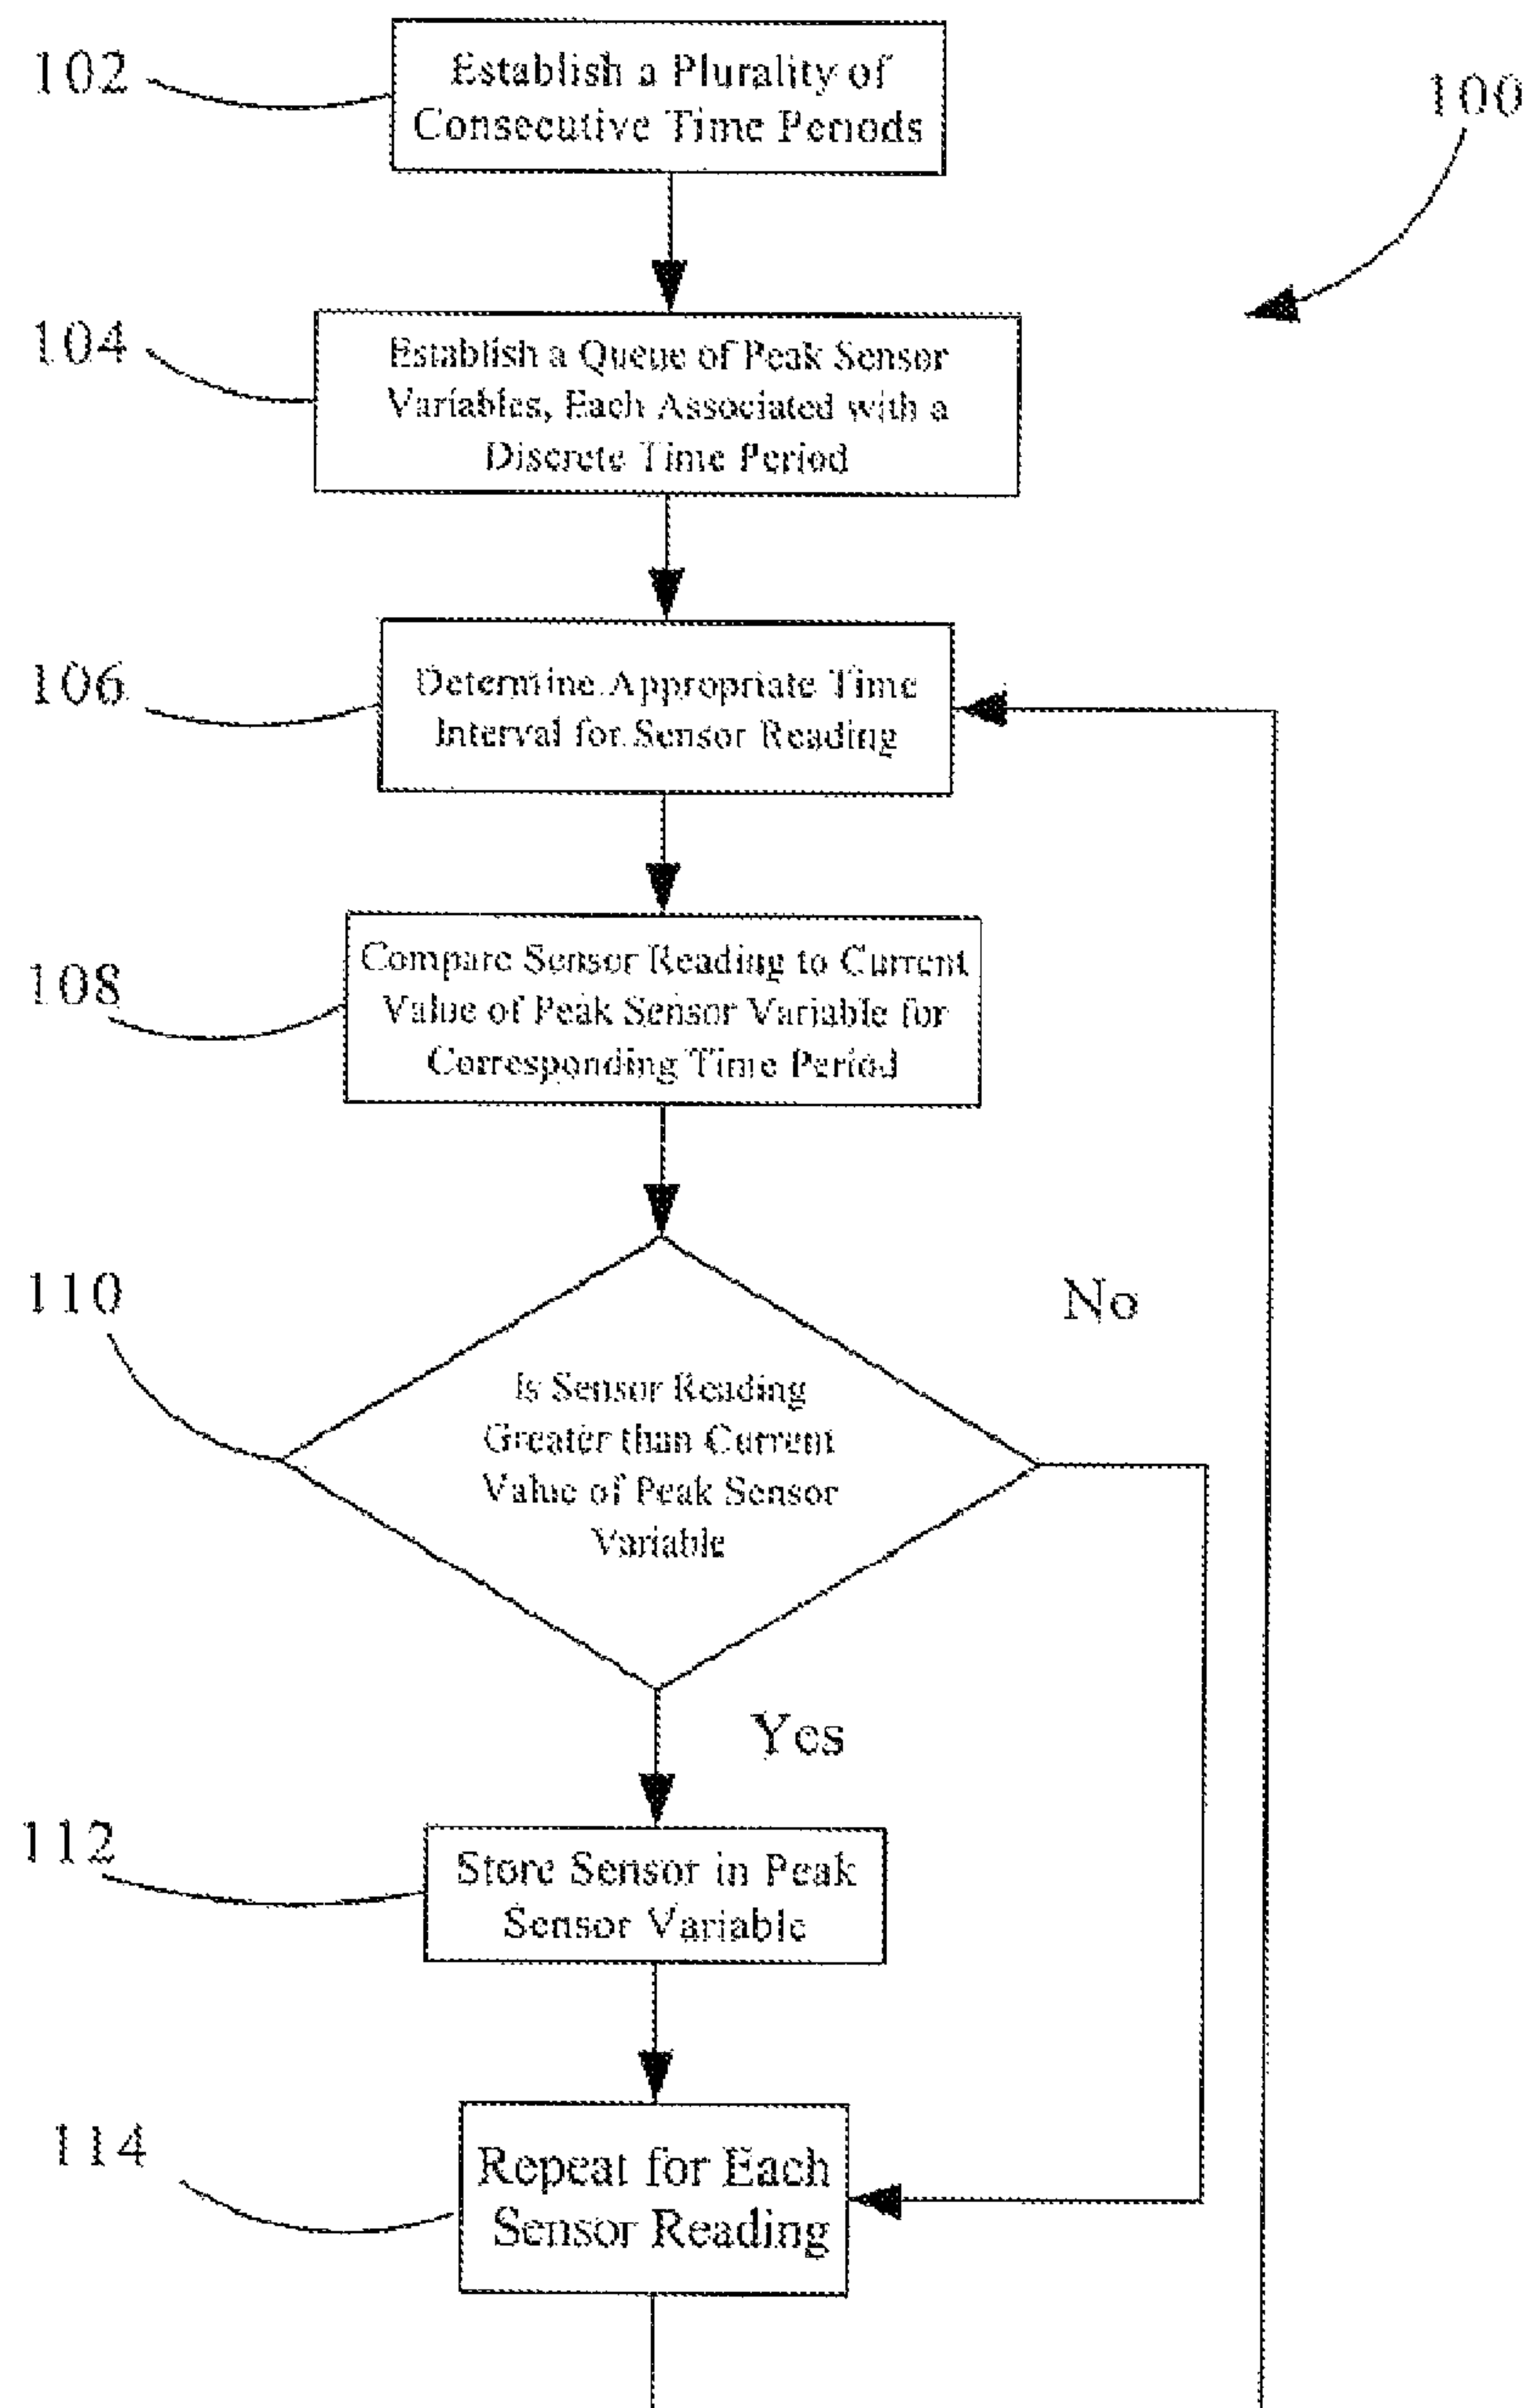 102
Establish a Plurality of
Consecutive Time Periods
100
104
Establish a Queue of Peak Sensor
Variables, Each Associated with a
Discrete Time Period
106
Determine Appropriate Time
Interval for Sensor Reading
108
Compare Sensor Reading to Current
Value of Peak Sensor Variable for
Corresponding Time Period
110
No
Is Sensor Reading
Greater than Current
Value of Peak Sensor
Variable
Yes
112
Store Sensor in Peak
Sensor Variable
114
Repeat for Each
Sensor Reading